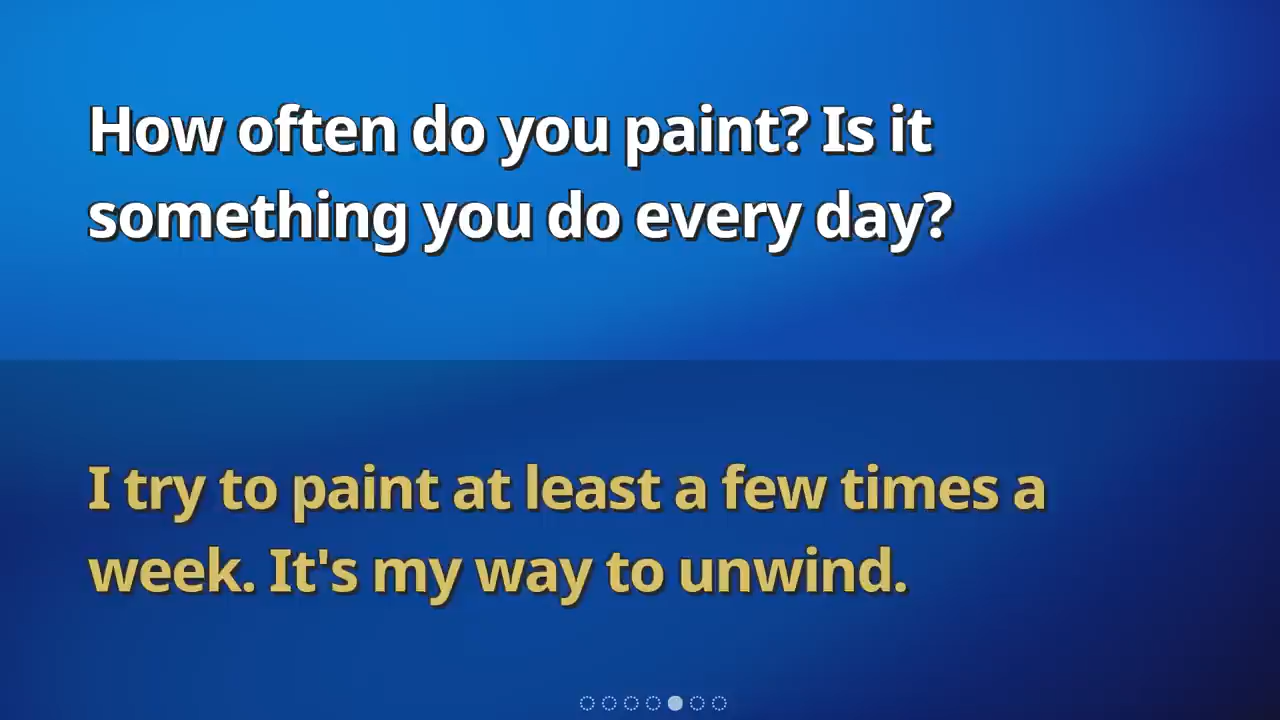 How often do you paint? Is it
something you do every day?
I try to paint at least a few times a
week. It's my way to unwind.